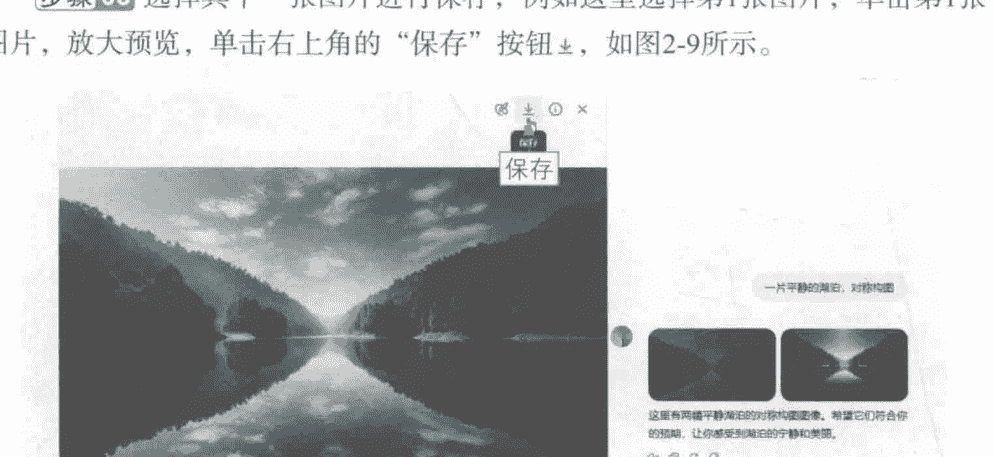 步骤 03 选择其中一张图片进行保存，例如这里选择第1张图片，单击第1张
图片，放大预览，单击右上角的“保存”按钮，如图2-9所示。
保存
保存
一片平静的湖泊，对称构图
这里有两幅平静湖泊的对称构图图像。希望它们符合你
的预期，让你感受到湖泊的宁静和美丽。